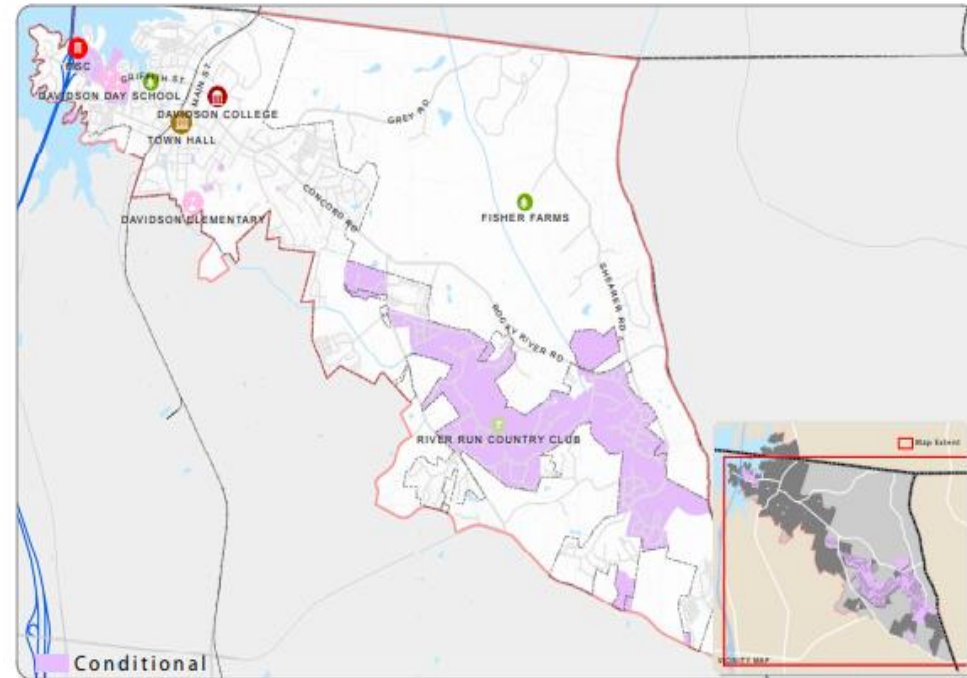 GRIFFITH ST.
MAIN ST.
DAVIDSON DAY SCHOOL
DAVIDSON COLLEGE
TOWN HALL
GREY RD
DAVIDSON ELEMENTARY
CONCORD RD
FISHER FARMS
SHEARER RD
ROCKY RIVER RD
RIVER RUN COUNTRY CLUB
Map Extent
VICINITY MAP
Conditional